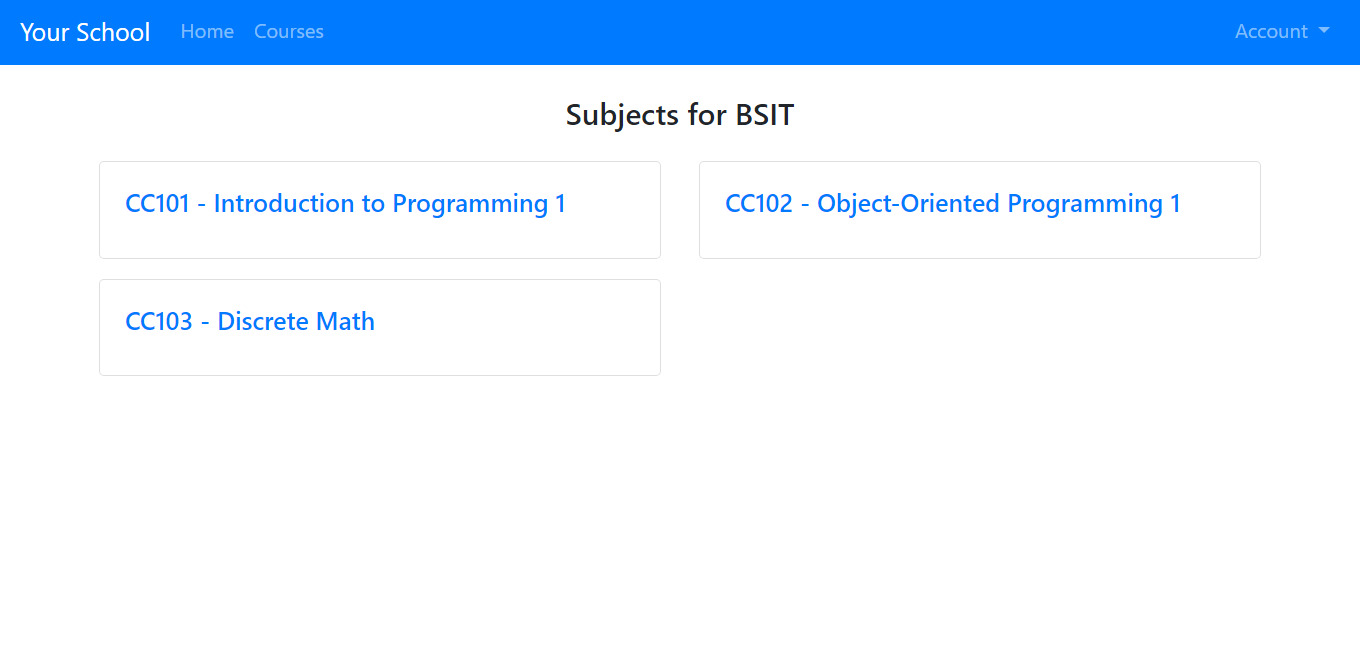 Your School Home Courses Account
Subjects for BSIT
CC101 - Introduction to Programming 1
CC102 - Object-Oriented Programming 1
CC103 - Discrete Math